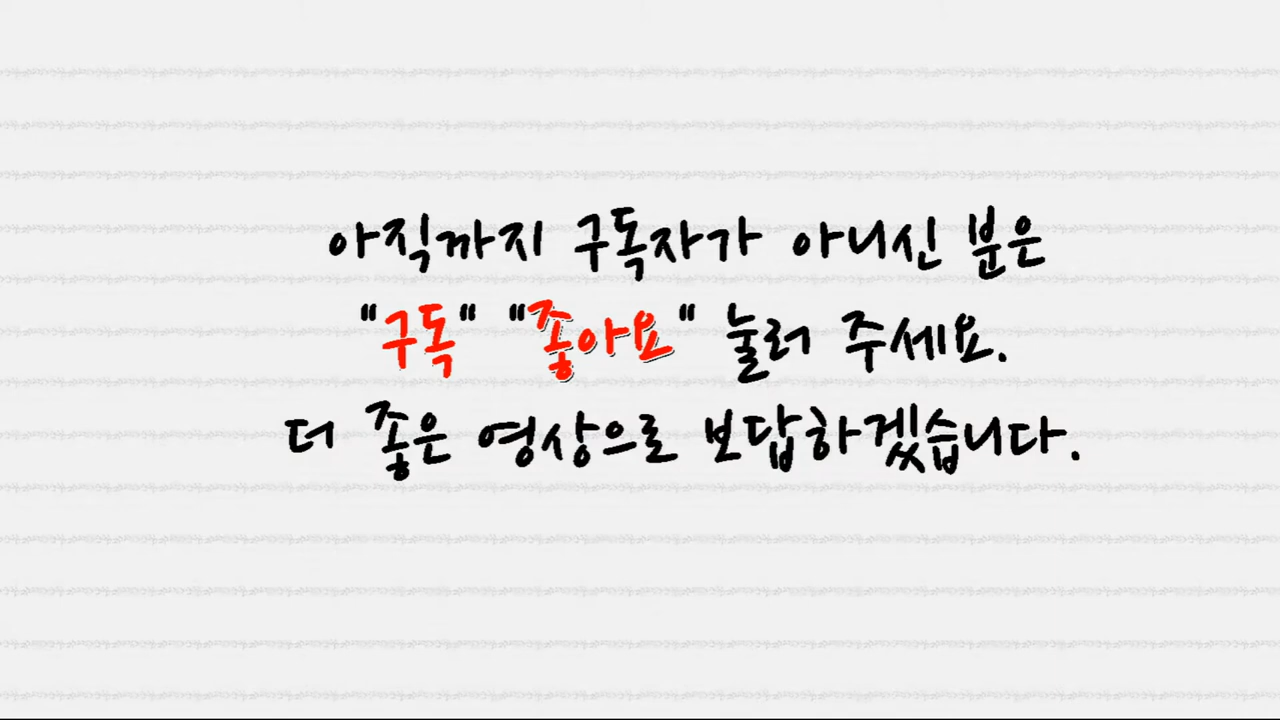 아직까지 구독자가 아니신 분은
"구독" "좋아요" 눌러 주세요.
더 좋은 영상으로 보답하겠습니다.